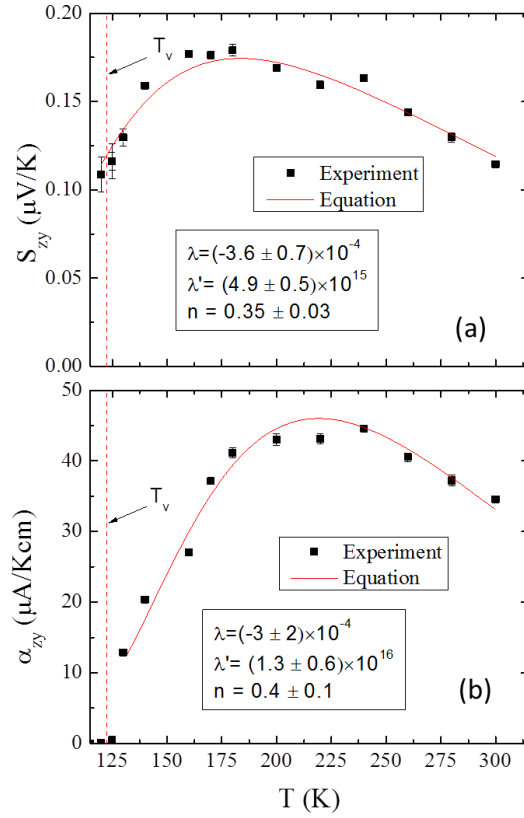 0.20
(a)
T_v
0.15
0.10
Experiment
Equation
S_zy (μV/K)
0.05
λ=(-3.6 ± 0.7)×10^-4
λ'= (4.9 ± 0.5)×10^15
n = 0.35 ± 0.03
(a)
0.00
50
40
T_v
30
Experiment
Equation
α_zy (μA/Kcm)
20
λ=(-3 ± 2)×10^-4
λ'= (1.3 ± 0.6)×10^16
n = 0.4 ± 0.1
10
(b)
0
125 150 175 200 225 250 275 300
T (K)